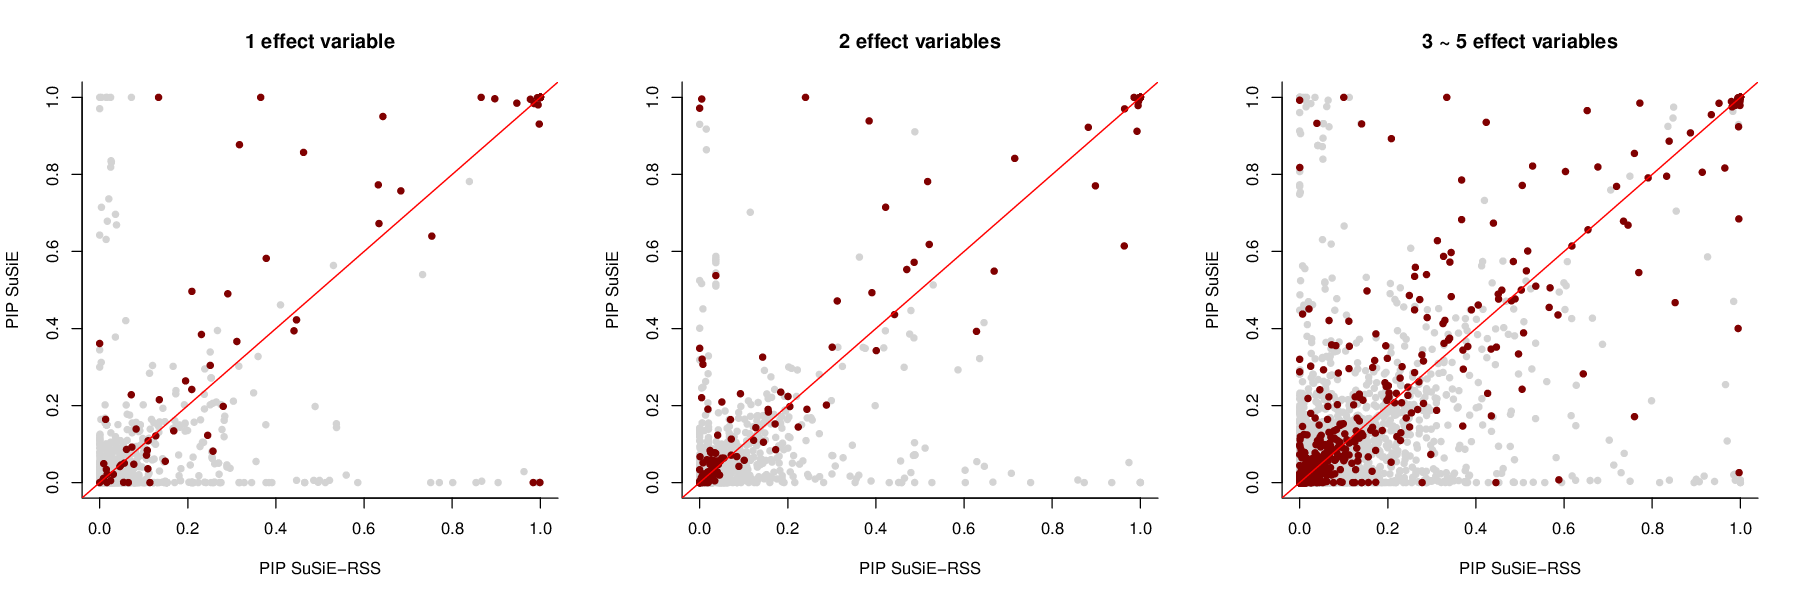 1 effect variable
PIP SuSiE
1.0
0.8
0.6
0.4
0.2
0.0
0.0 0.2 0.4 0.6 0.8 1.0
PIP SuSiE−RSS
2 effect variables
PIP SuSiE
1.0
0.8
0.6
0.4
0.2
0.0
0.0 0.2 0.4 0.6 0.8 1.0
PIP SuSiE−RSS
3 ~ 5 effect variables
PIP SuSiE
1.0
0.8
0.6
0.4
0.2
0.0
0.0 0.2 0.4 0.6 0.8 1.0
PIP SuSiE−RSS